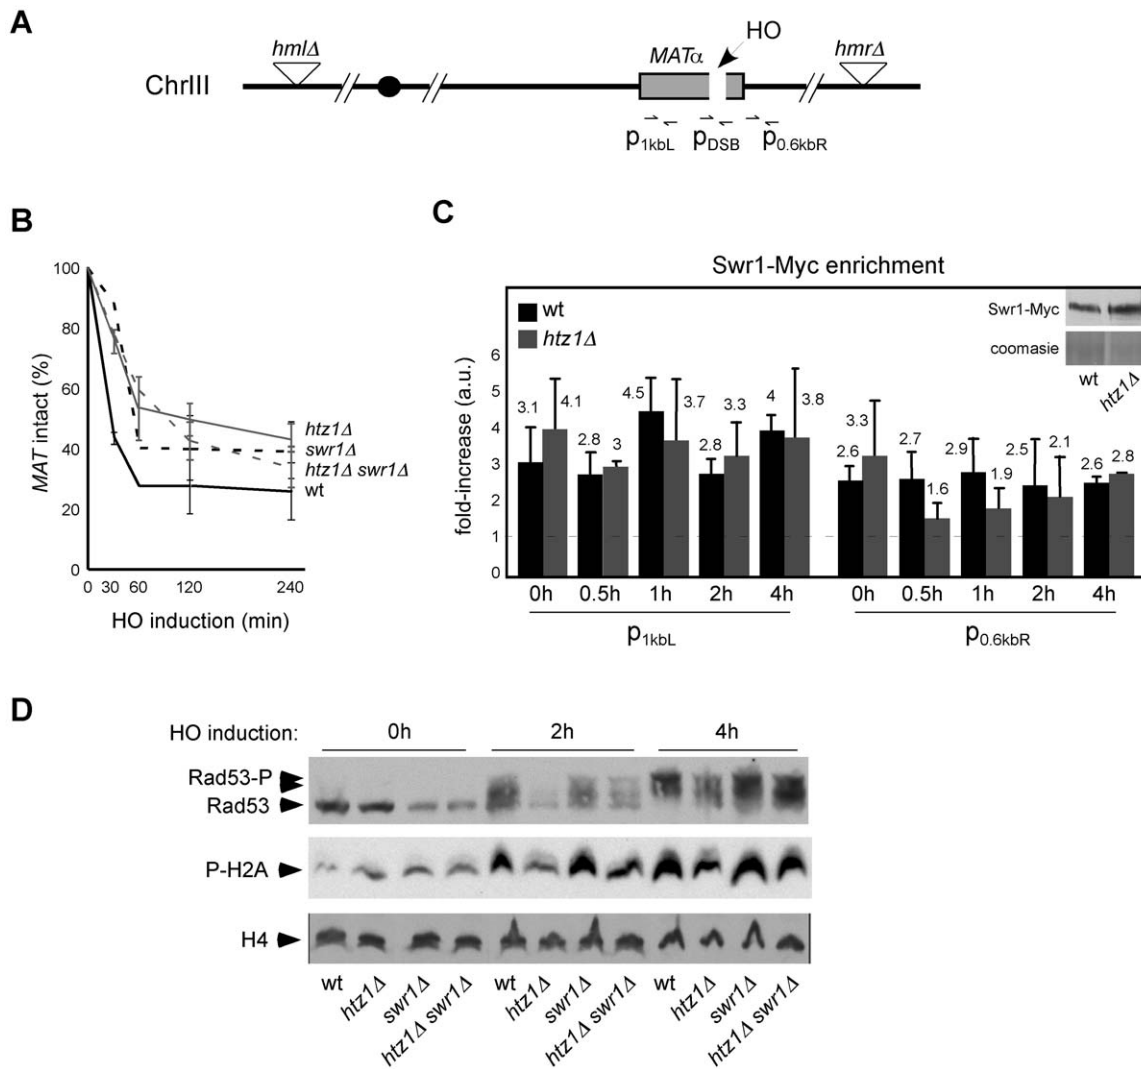 A
hmlΔ
MATα
HO
hmrΔ
ChrIII
p1kbL
pDSB
p0.6kbR
B
100
80
60
40
20
0
MAT intact (%)
htz1Δ
swr1Δ
htz1Δ swr1Δ
wt
0 30 60 120 240
HO induction (min)
C
Swr1-Myc enrichment
wt
htz1Δ
Swr1-Myc
coomasie
wt htz1Δ
fold-increase (a.u.)
6
5
4
3
2
1
0
3.1 4.1 2.8 3 4.5 3.7 2.8 3.3 4 3.8
2.6 3.3 2.7 1.6 2.9 1.9 2.5 2.1 2.6 2.8
0h 0.5h 1h 2h 4h 0h 0.5h 1h 2h 4h
p1kbL p0.6kbR
D
HO induction: 0h 2h 4h
Rad53-P
Rad53
P-H2A
H4
wt htz1Δ swr1Δ htz1Δ swr1Δ wt htz1Δ swr1Δ htz1Δ swr1Δ wt htz1Δ swr1Δ htz1Δ swr1Δ